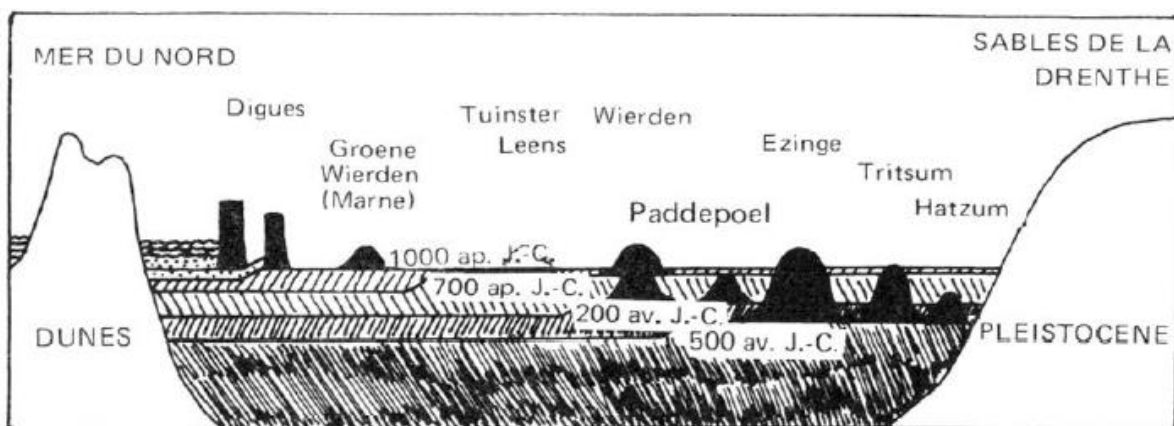 MER DU NORD
SABLES DE LA
DRENTHE
Digues
Tuinster
Leens
Wierden
Groene
Wierden
(Marne)
Ezinge
Tritsum
Hatzum
Paddepoel
1000 ap. J.-C.
700 ap. J.-C.
200 av. J.-C.
500 av. J.-C.
DUNES
PLEISTOCENE